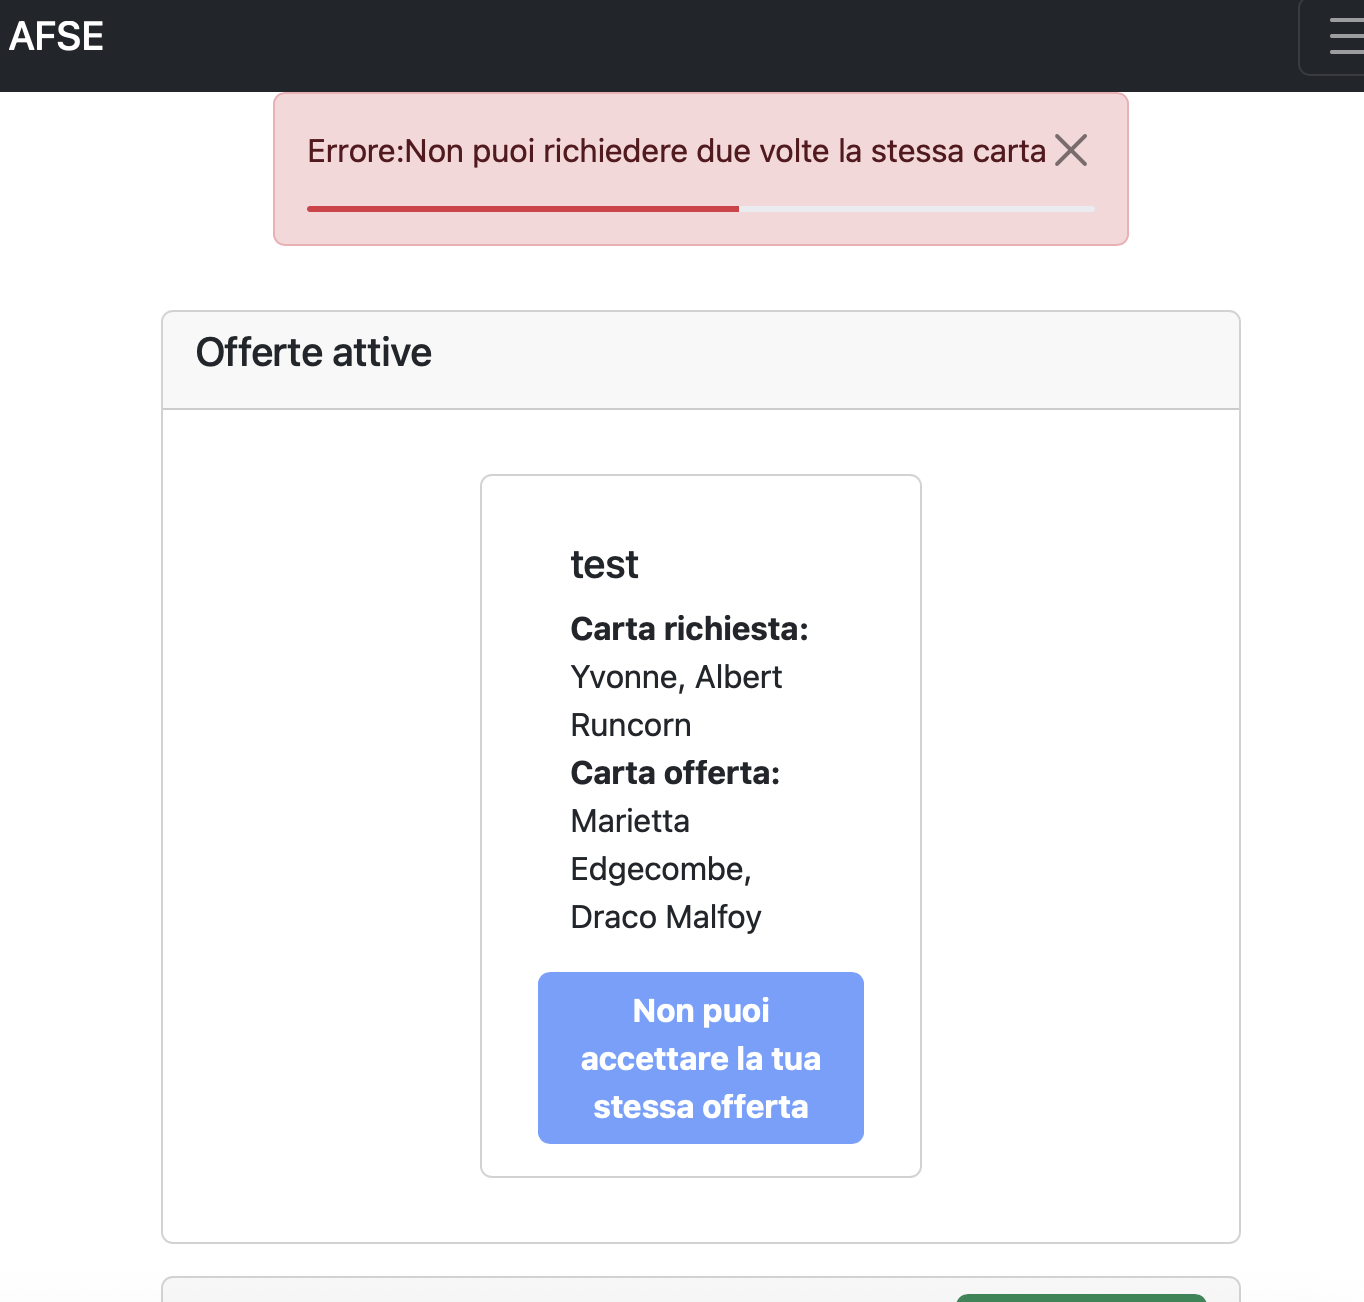 AFSE
Errore:Non puoi richiedere due volte la stessa carta
Offerte attive
test
Carta richiesta:
Yvonne, Albert
Runcorn
Carta offerta:
Marietta
Edgecombe,
Draco Malfoy
Non puoi
accettare la tua
stessa offerta